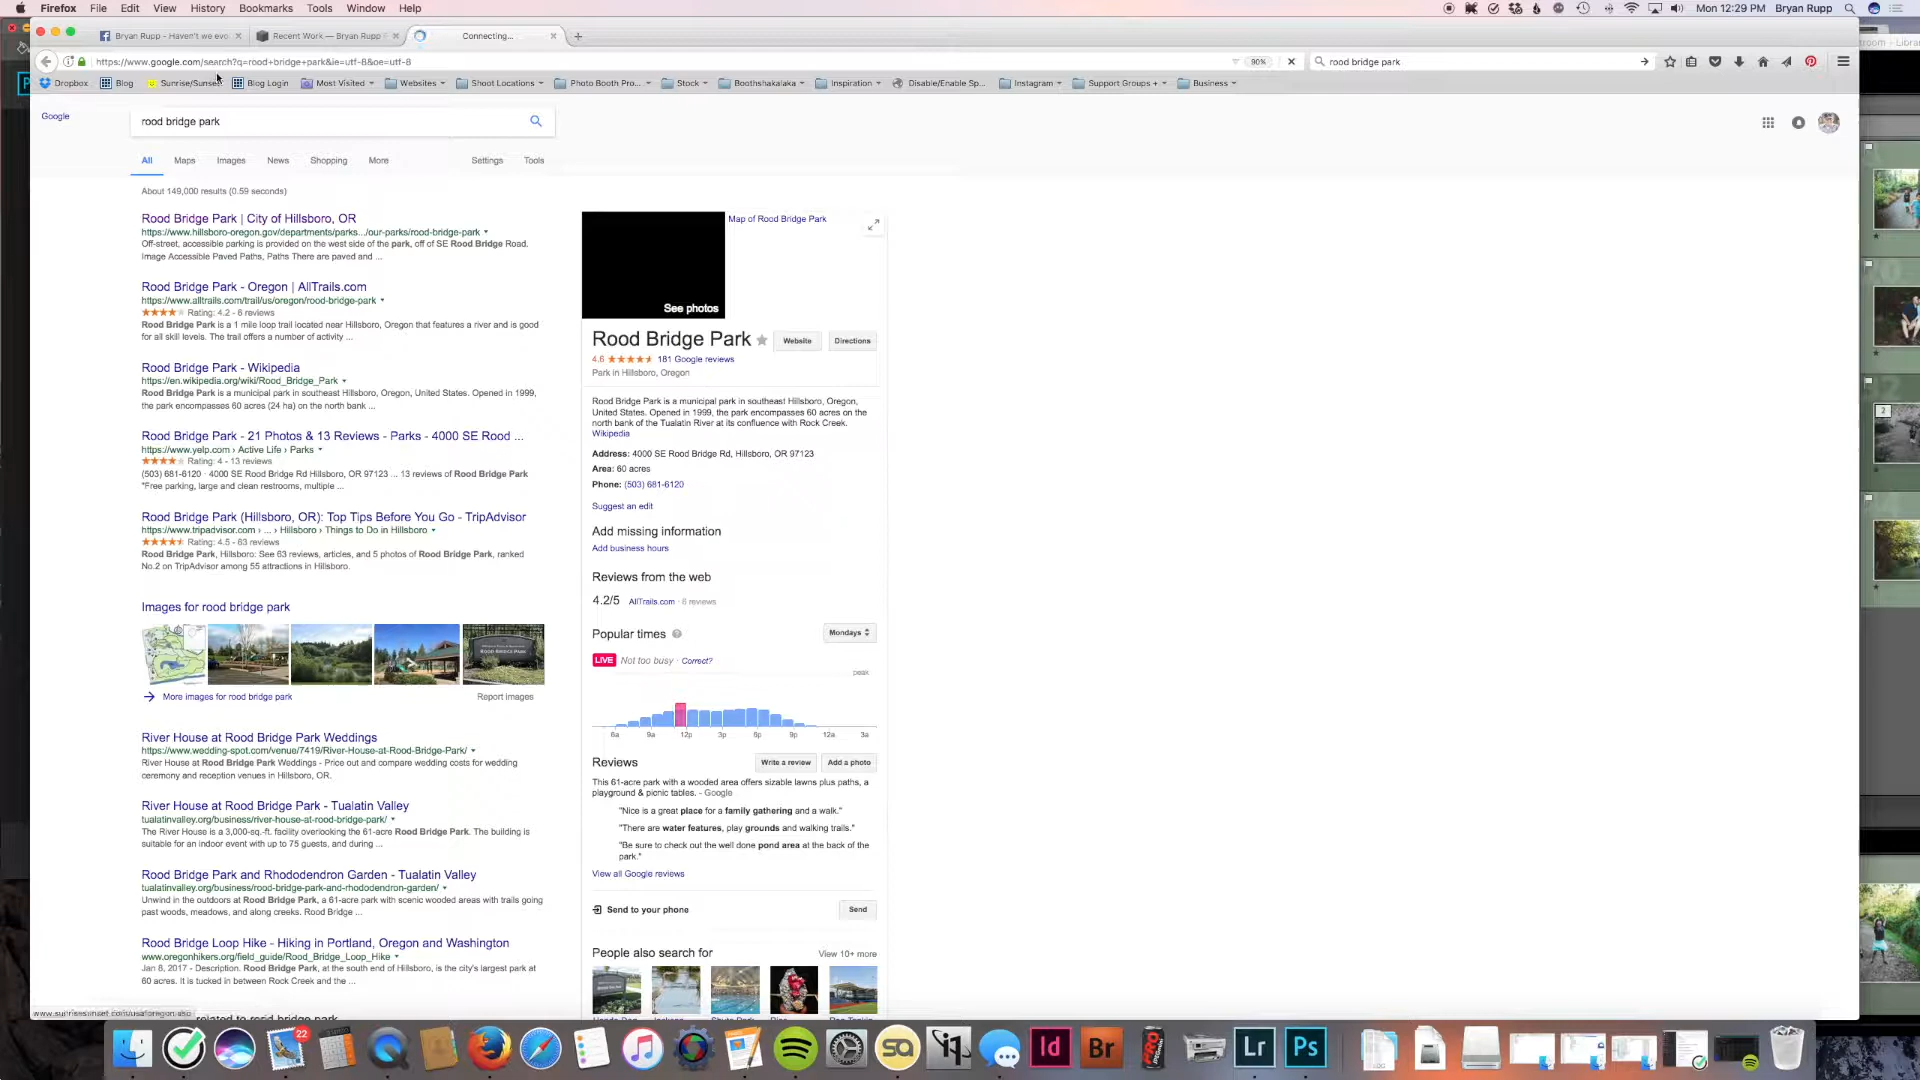 Firefox File Edit View History Bookmarks Tools Window Help Mon 12:29 PM Bryan Rupp
Bryan Rupp - Haven't we evo Recent Work — Bryan Rupp Connecting...
https://www.google.com/search?q=rood+bridge+park&ie=utf-8&oe=utf-8 90% rood bridge park
Dropbox Blog Sunrise/Sunset Blog Login Most Visited Websites Shoot Locations Photo Booth Pro... Stock Boothshakalaka Inspiration Disable/Enable Sp... Instagram Support Groups + Business
Google
rood bridge park
All Maps Images News Shopping More Settings Tools
About 149,000 results (0.59 seconds)
Rood Bridge Park | City of Hillsboro, OR
https://www.hillsboro-oregon.gov/departments/parks.../our-parks/rood-bridge-park
Off-street, accessible parking is provided on the west side of the park, off of SE Rood Bridge Road.
Image Accessible Paved Paths, Paths There are paved and ...
Rood Bridge Park - Oregon | AllTrails.com
https://www.alltrails.com/trail/us/oregon/rood-bridge-park
Rating: 4.2 - 6 reviews
Rood Bridge Park is a 1 mile loop trail located near Hillsboro, Oregon that features a river and is good
for all skill levels. The trail offers a number of activity ...
Rood Bridge Park - Wikipedia
https://en.wikipedia.org/wiki/Rood_Bridge_Park
Rood Bridge Park is a municipal park in southeast Hillsboro, Oregon, United States. Opened in 1999,
the park encompasses 60 acres (24 ha) on the north bank ...
Rood Bridge Park - 21 Photos & 13 Reviews - Parks - 4000 SE Rood ...
https://www.yelp.com › Active Life › Parks
Rating: 4 - 13 reviews
(503) 681-6120 · 4000 SE Rood Bridge Rd Hillsboro, OR 97123 ... 13 reviews of Rood Bridge Park
"Free parking, large and clean restrooms, multiple ...
Rood Bridge Park (Hillsboro, OR): Top Tips Before You Go - TripAdvisor
https://www.tripadvisor.com › ... › Hillsboro › Things to Do in Hillsboro
Rating: 4.5 - 63 reviews
Rood Bridge Park, Hillsboro: See 63 reviews, articles, and 5 photos of Rood Bridge Park, ranked
No.2 on TripAdvisor among 55 attractions in Hillsboro.
Images for rood bridge park
More images for rood bridge park Report images
River House at Rood Bridge Park Weddings
https://www.wedding-spot.com/venue/7419/River-House-at-Rood-Bridge-Park/
River House at Rood Bridge Park Weddings - Price out and compare wedding costs for wedding
ceremony and reception venues in Hillsboro, OR.
River House at Rood Bridge Park - Tualatin Valley
tualatinvalley.org/business/river-house-at-rood-bridge-park/
The River House is a 3,000-sq.-ft. facility overlooking the 61-acre Rood Bridge Park. The building is
suitable for an indoor event with up to 75 guests, and during ...
Rood Bridge Park and Rhododendron Garden - Tualatin Valley
tualatinvalley.org/business/rood-bridge-park-and-rhododendron-garden/
Unwind in the outdoors at Rood Bridge Park, a 61-acre park with scenic wooded areas with trails going
past woods, meadows, and along creeks. Rood Bridge ...
Rood Bridge Loop Hike - Hiking in Portland, Oregon and Washington
www.oregonhikers.org/field_guide/Rood_Bridge_Loop_Hike
Jan 8, 2017 - Description. Rood Bridge Park, at the south end of Hillsboro, is the city's largest park at
60 acres. It is tucked in between Rock Creek and the ...
related to rood bridge park
www.sunrisesunset.com/usa/oregon.asp
See photos
Map of Rood Bridge Park
Rood Bridge Park Website Directions
4.6 181 Google reviews
Park in Hillsboro, Oregon
Rood Bridge Park is a municipal park in southeast Hillsboro, Oregon,
United States. Opened in 1999, the park encompasses 60 acres on the
north bank of the Tualatin River at its confluence with Rock Creek.
Wikipedia
Address: 4000 SE Rood Bridge Rd, Hillsboro, OR 97123
Area: 60 acres
Phone: (503) 681-6120
Suggest an edit
Add missing information
Add business hours
Reviews from the web
4.2/5 AllTrails.com · 6 reviews
Popular times Mondays
LIVE Not too busy · Correct?
peak
6a 9a 12p 3p 6p 9p 12a 3a
Reviews Write a review Add a photo
This 61-acre park with a wooded area offers sizable lawns plus paths, a
playground & picnic tables. - Google
"Nice is a great place for a family gathering and a walk."
"There are water features, play grounds and walking trails."
"Be sure to check out the well done pond area at the back of the
park."
View all Google reviews
Send to your phone Send
People also search for View 10+ more
22
Id Br Lr Ps